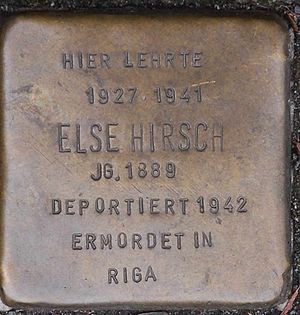 HIER LEHRTE
1927-1941
ELSE HIRSCH
JG. 1889
DEPORTIERT 1942
ERMORDET IN
RIGA